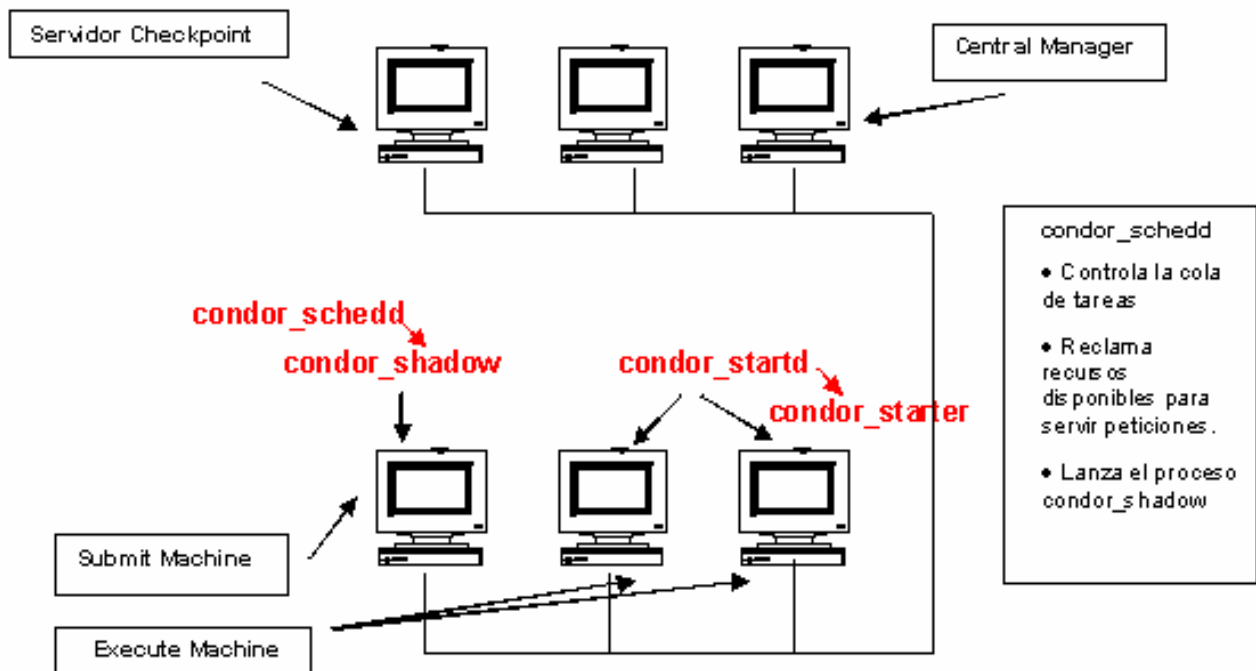 Servidor Checkpoint
Central Manager
condor_schedd
condor_shadow
condor_startd
condor_starter
Submit Machine
Execute Machine
condor_schedd
• Controla la cola
de tareas
• Reclama
recursos
disponibles para
servir peticiones.
• Lanza el proceso
condor_shadow